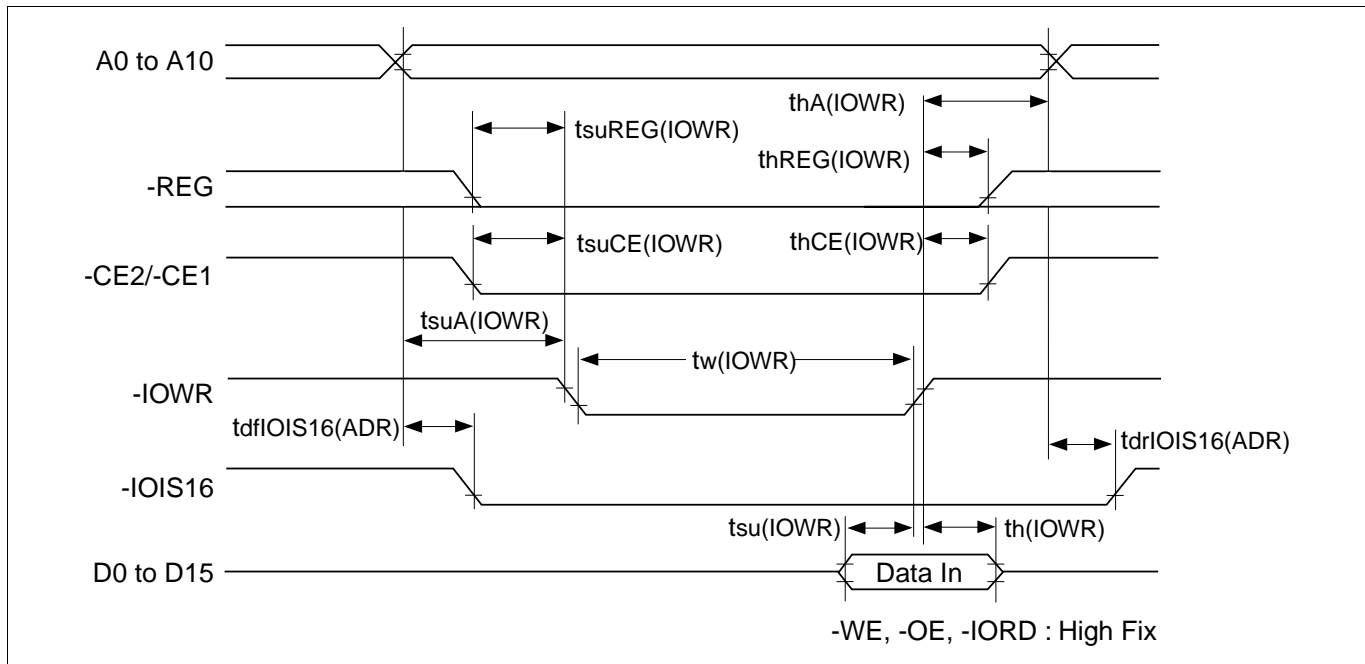 A0 to A10
thA(IOWR)
tsuREG(IOWR)
thREG(IOWR)
-REG
tsuCE(IOWR)
thCE(IOWR)
-CE2/-CE1
tsuA(IOWR)
tw(IOWR)
-IOWR
tdfIOIS16(ADR)
tdrIOIS16(ADR)
-IOIS16
tsu(IOWR)
th(IOWR)
D0 to D15
Data In
-WE, -OE, -IORD : High Fix